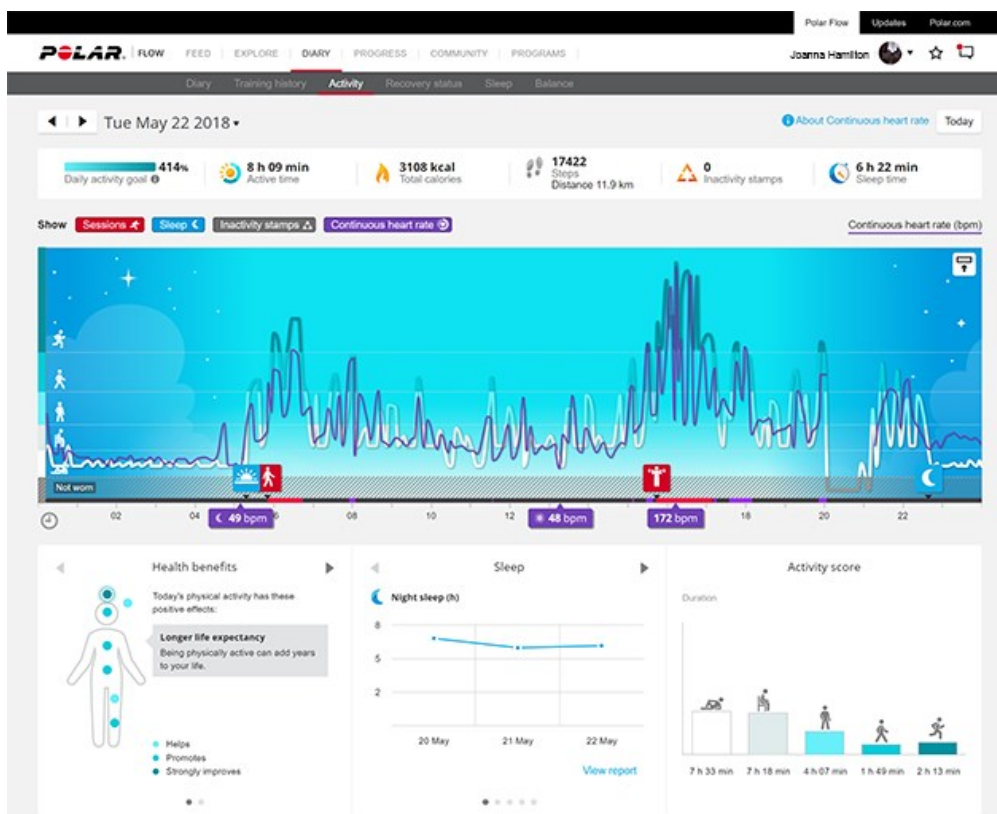 Polar Flow Updates Polar.com
POLAR. FLOW FEED EXPLORE DIARY PROGRESS COMMUNITY PROGRAMS Joanna Hamilton
Diary Training history Activity Recovery status Sleep Balance
Tue May 22 2018 About Continuous heart rate Today
414% 8 h 09 min 3108 kcal 17422 0 6 h 22 min
Daily activity goal Active time Total calories Steps Inactivity stamps Sleep time
Distance 11.9 km
Show Sessions Sleep Inactivity stamps Continuous heart rate Continuous heart rate (bpm)
Not worn
02 04 06 08 10 12 18 20 22
49 bpm 48 bpm 172 bpm
Health benefits Sleep Activity score
Today's physical activity has these
positive effects:
Longer life expectancy
Being physically active can add years
to your life.
Helps
Promotes
Strongly improves
Night sleep (h)
8
5
2
20 May 21 May 22 May
View report
Duration
7 h 33 min 7 h 18 min 4 h 07 min 1 h 49 min 2 h 13 min